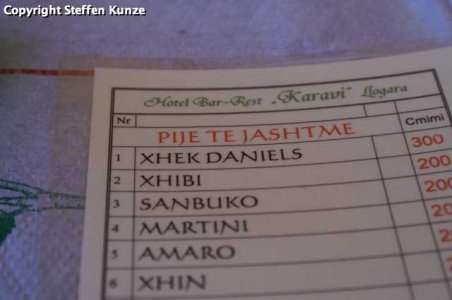 Copyright Steffen Kunze
Hotel Bar-Rest „Karavi" Llogara
Nr Cmimi
PIJE TE JASHTME
1 XHEK DANIELS 300
2 XHIBI 200
3 SANBUKO 200
4 MARTINI
5 AMARO
6 XHIN